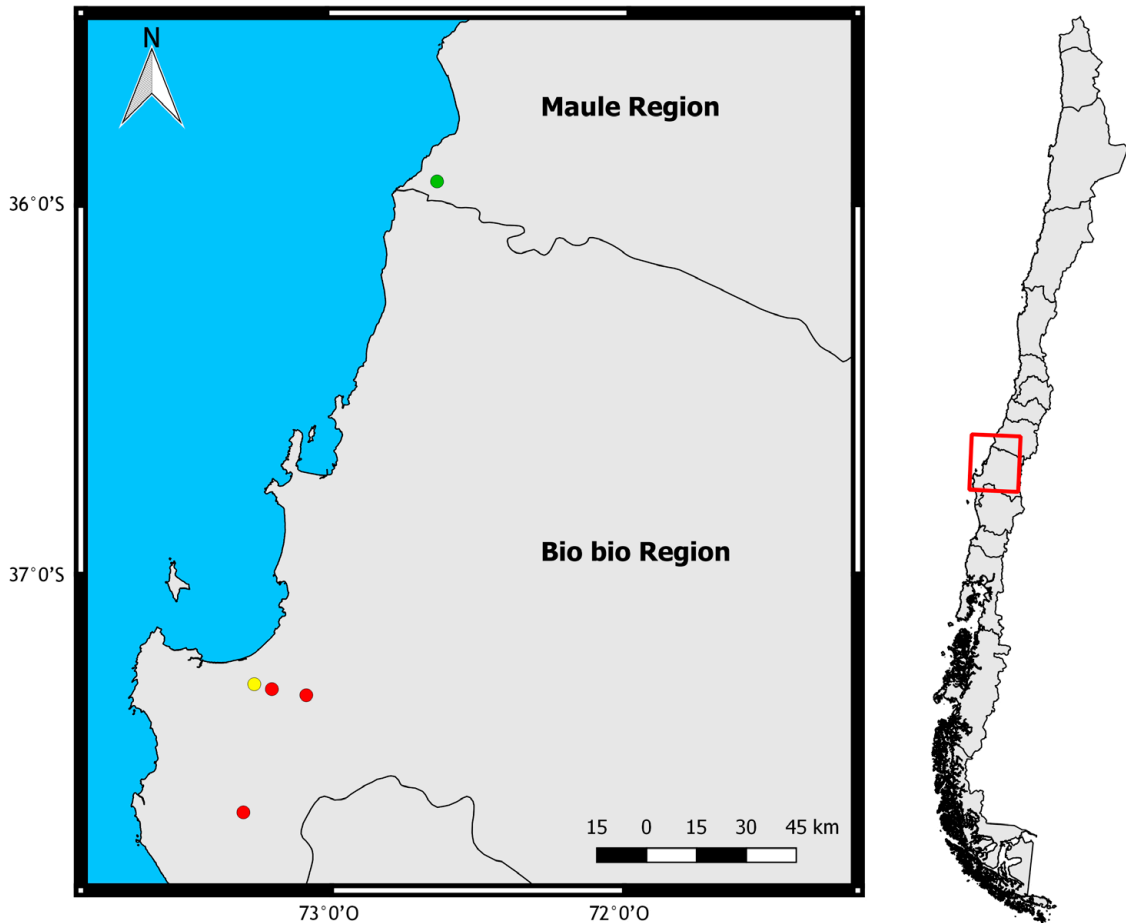 N
Maule Region
36°0'S
Bio bio Region
37°0'S
15 0 15 30 45 km
73°0'O
72°0'O